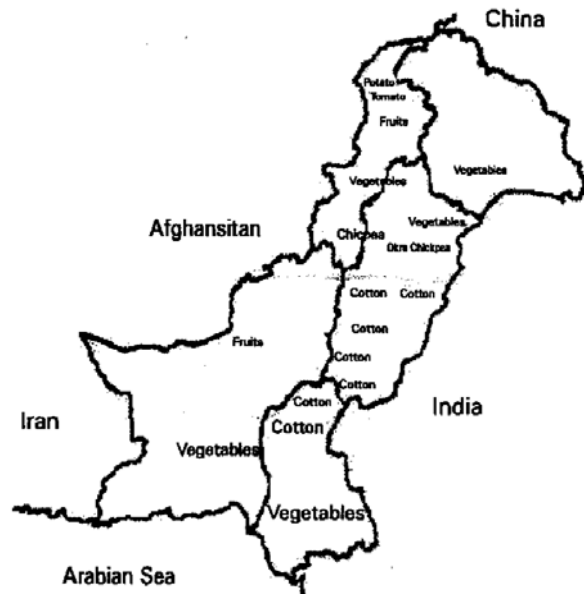 China
Potato
Tomato
Fruits
Vegetables
Vegetables
Vegetables
Afghansitan
Chicpea
Okra Chickpea
Cotton Cotton
Cotton
Fruits
Cotton
Cotton
Cotton
India
Iran
Cotton
Vegetables
Vegetables
Arabian Sea